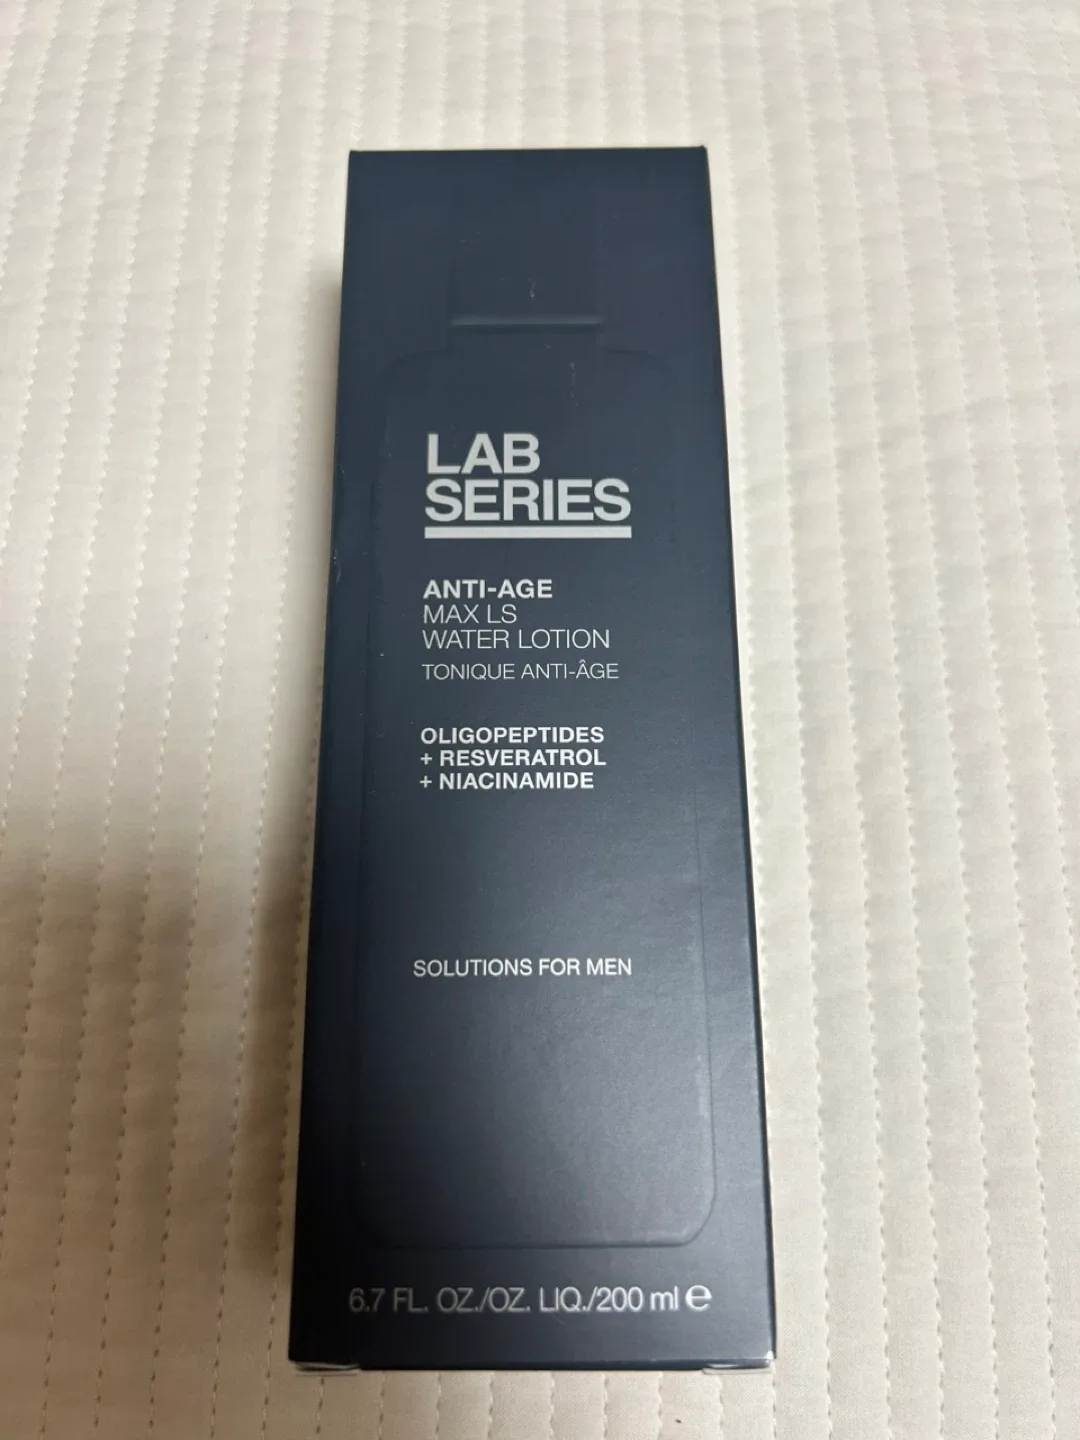 LAB
SERIES
ANTI-AGE
MAX LS
WATER LOTION
TONIQUE ANTI-ÂGE
OLIGOPEPTIDES
+ RESVERATROL
+ NIACINAMIDE
SOLUTIONS FOR MEN
6.7 FL. OZ./OZ. LIQ./200 ml ℮